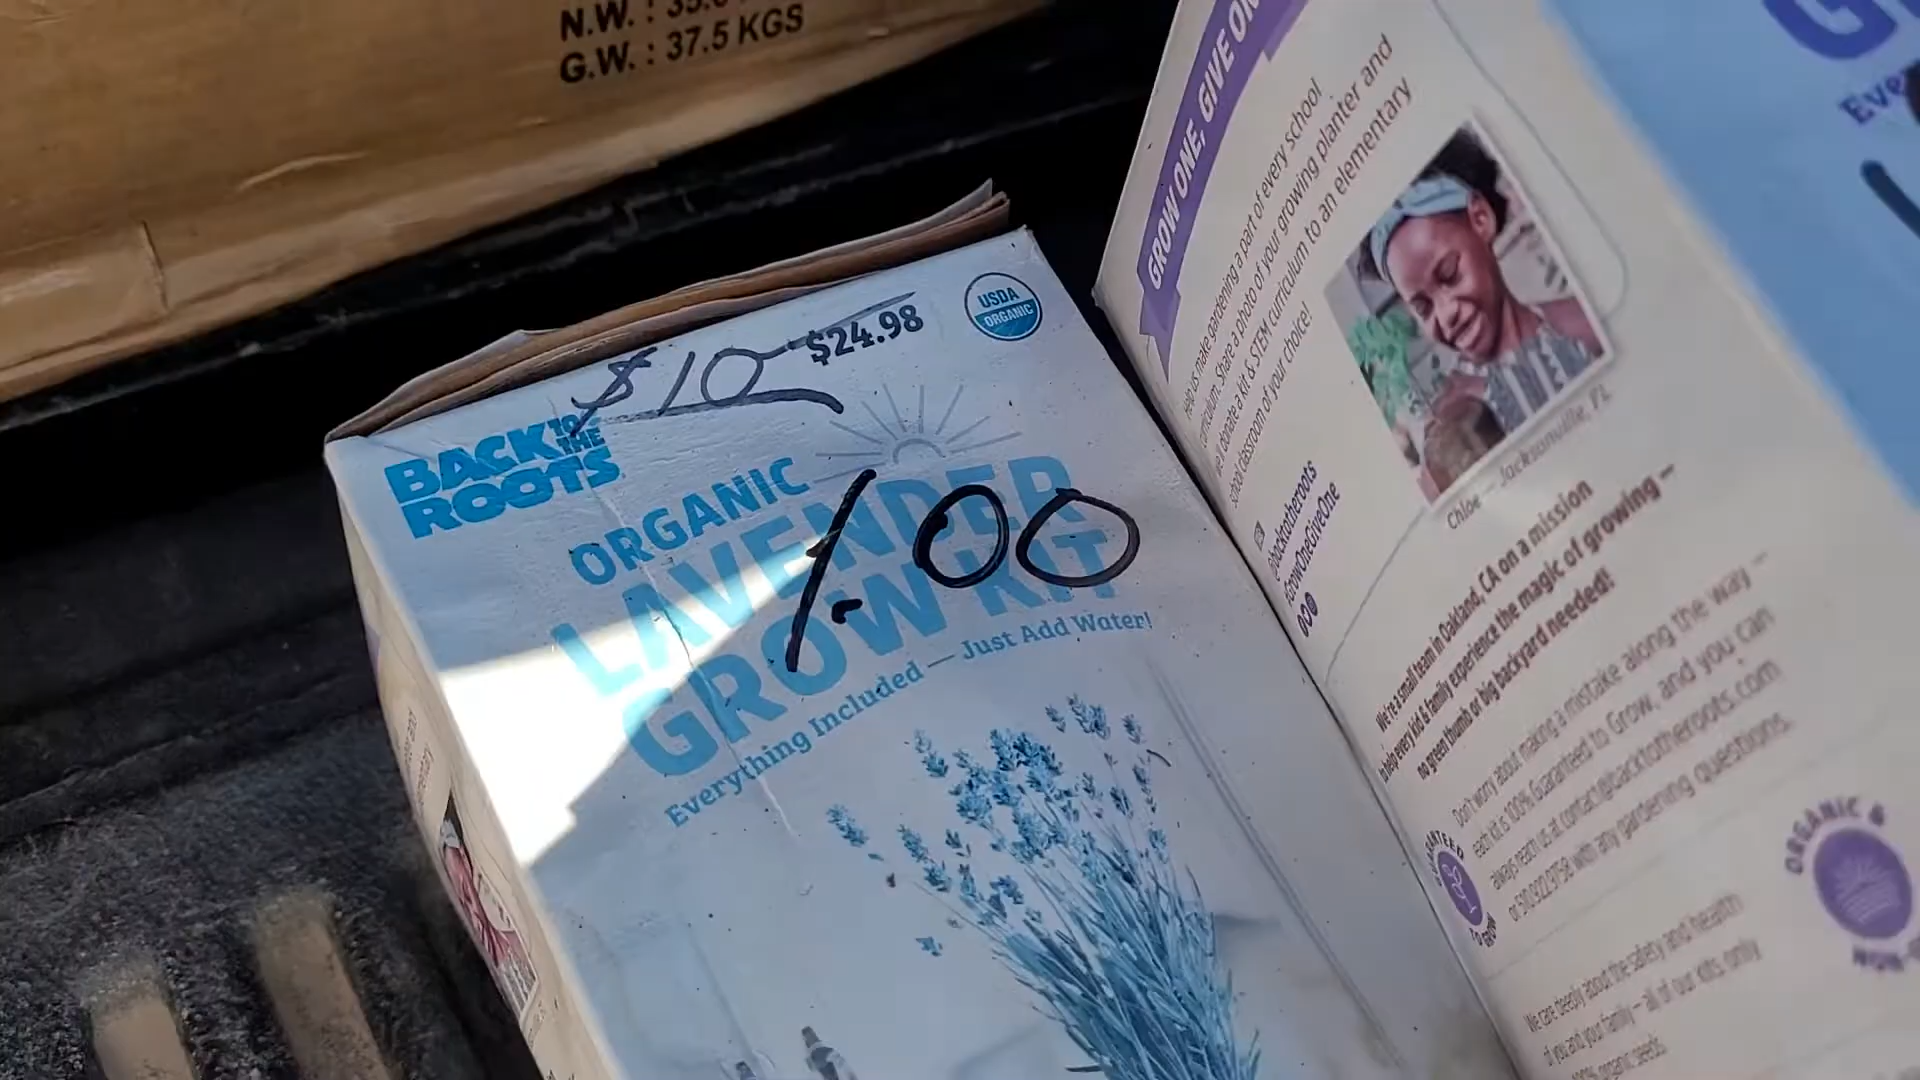 N.W. :
G.W. : 37.5 KGS
$10
$24.98
USDA
ORGANIC
BACK TO THE
ROOTS
ORGANIC
LAVENDER
GROW KIT
1.00
Everything Included — Just Add Water!
GROW ONE, GIVE
Help us make gardening a part of every school
curriculum. Share a photo of your growing planter and
donate a kit & STEM curriculum to an elementary
school classroom of your choice!
@backtotheroots
#GrowOneGiveOne
Chloe — Jacksonville, FL
We're a small team in Oakland, CA on a mission
to help every kid & family experience the magic of growing —
no green thumb or big backyard needed!
Don't worry about making a mistake along the way —
each kit is 100% Guaranteed to Grow, and you can
always reach us at contact@backtotheroots.com
with any gardening questions.
GUARANTEED
TO GROW
ORGANIC &
We care deeply about the safety and health
of you and your family — all of our kits only
100% organic seeds.